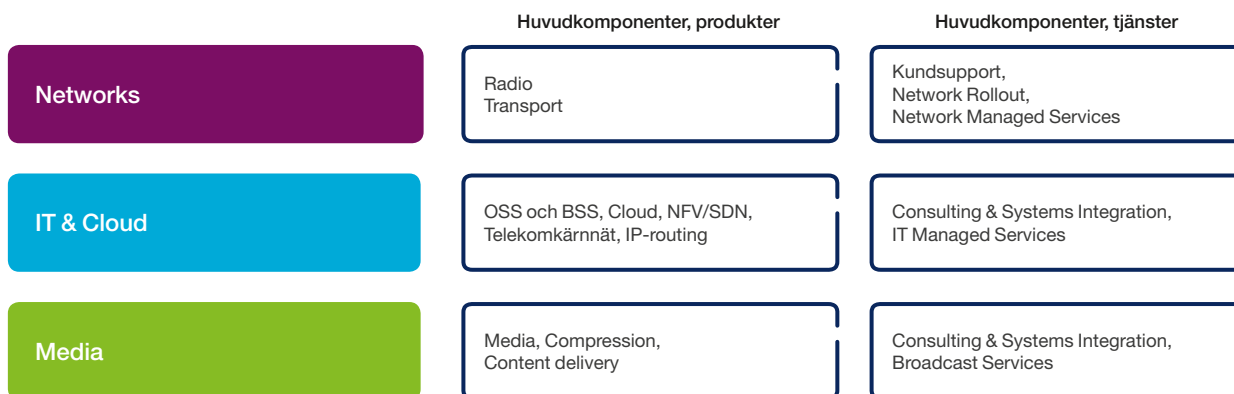 Huvudkomponenter, produkter
Huvudkomponenter, tjänster
Networks
Radio
Transport
Kundsupport,
Network Rollout,
Network Managed Services
IT & Cloud
OSS och BSS, Cloud, NFV/SDN,
Telekomkärnnät, IP-routing
Consulting & Systems Integration,
IT Managed Services
Media
Media, Compression,
Content delivery
Consulting & Systems Integration,
Broadcast Services